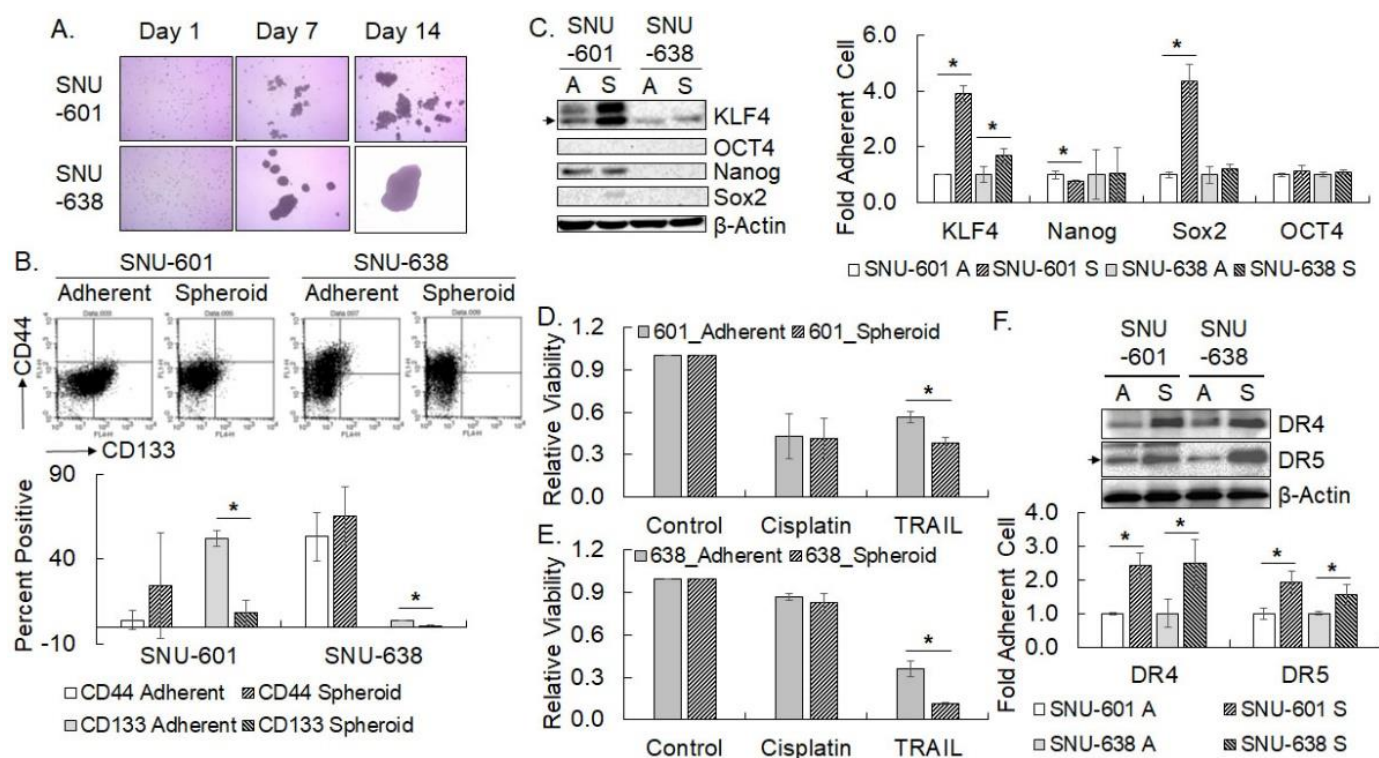 A.
Day 1 Day 7 Day 14
SNU
-601
SNU
-638
B.
SNU-601 SNU-638
Adherent Spheroid Adherent Spheroid
CD44
CD133
Percent Positive
90
40
-10
SNU-601 SNU-638
CD44 Adherent CD44 Spheroid
CD133 Adherent CD133 Spheroid
* *
C.
SNU SNU
-601 -638
A S A S
KLF4
OCT4
Nanog
Sox2
β-Actin
Fold Adherent Cell
6.0
4.0
2.0
0.0
* * * *
KLF4 Nanog Sox2 OCT4
SNU-601 A SNU-601 S SNU-638 A SNU-638 S
D.
Relative Viability
1.2
0.9
0.6
0.3
0.0
601_Adherent 601_Spheroid
*
Control Cisplatin TRAIL
E.
Relative Viability
1.2
0.9
0.6
0.3
0.0
638_Adherent 638_Spheroid
*
Control Cisplatin TRAIL
F.
SNU SNU
-601 -638
A S A S
DR4
DR5
β-Actin
Fold Adherent Cell
4.0
3.0
2.0
1.0
0.0
* * * *
DR4 DR5
SNU-601 A SNU-601 S
SNU-638 A SNU-638 S